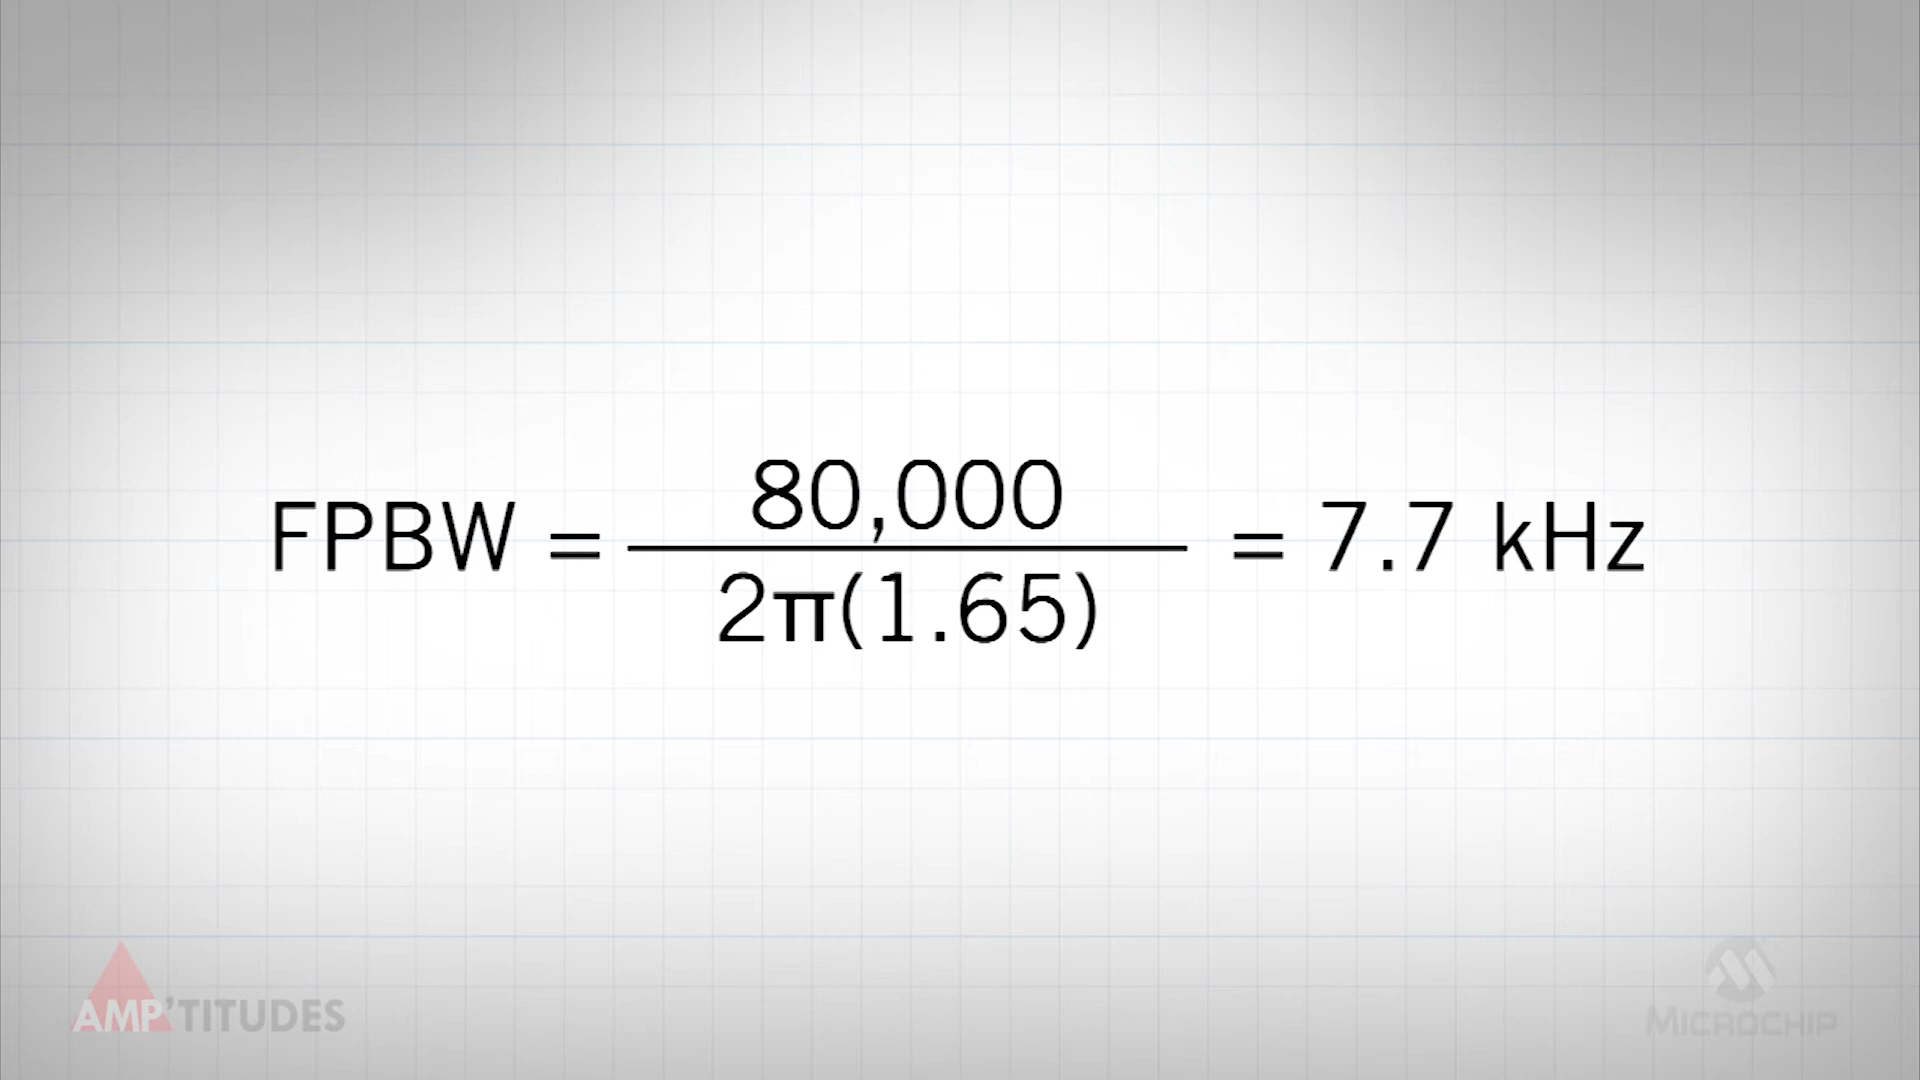 FPBW = 80,000 / 2π(1.65) = 7.7 kHz
AMP'TITUDES
MICROCHIP